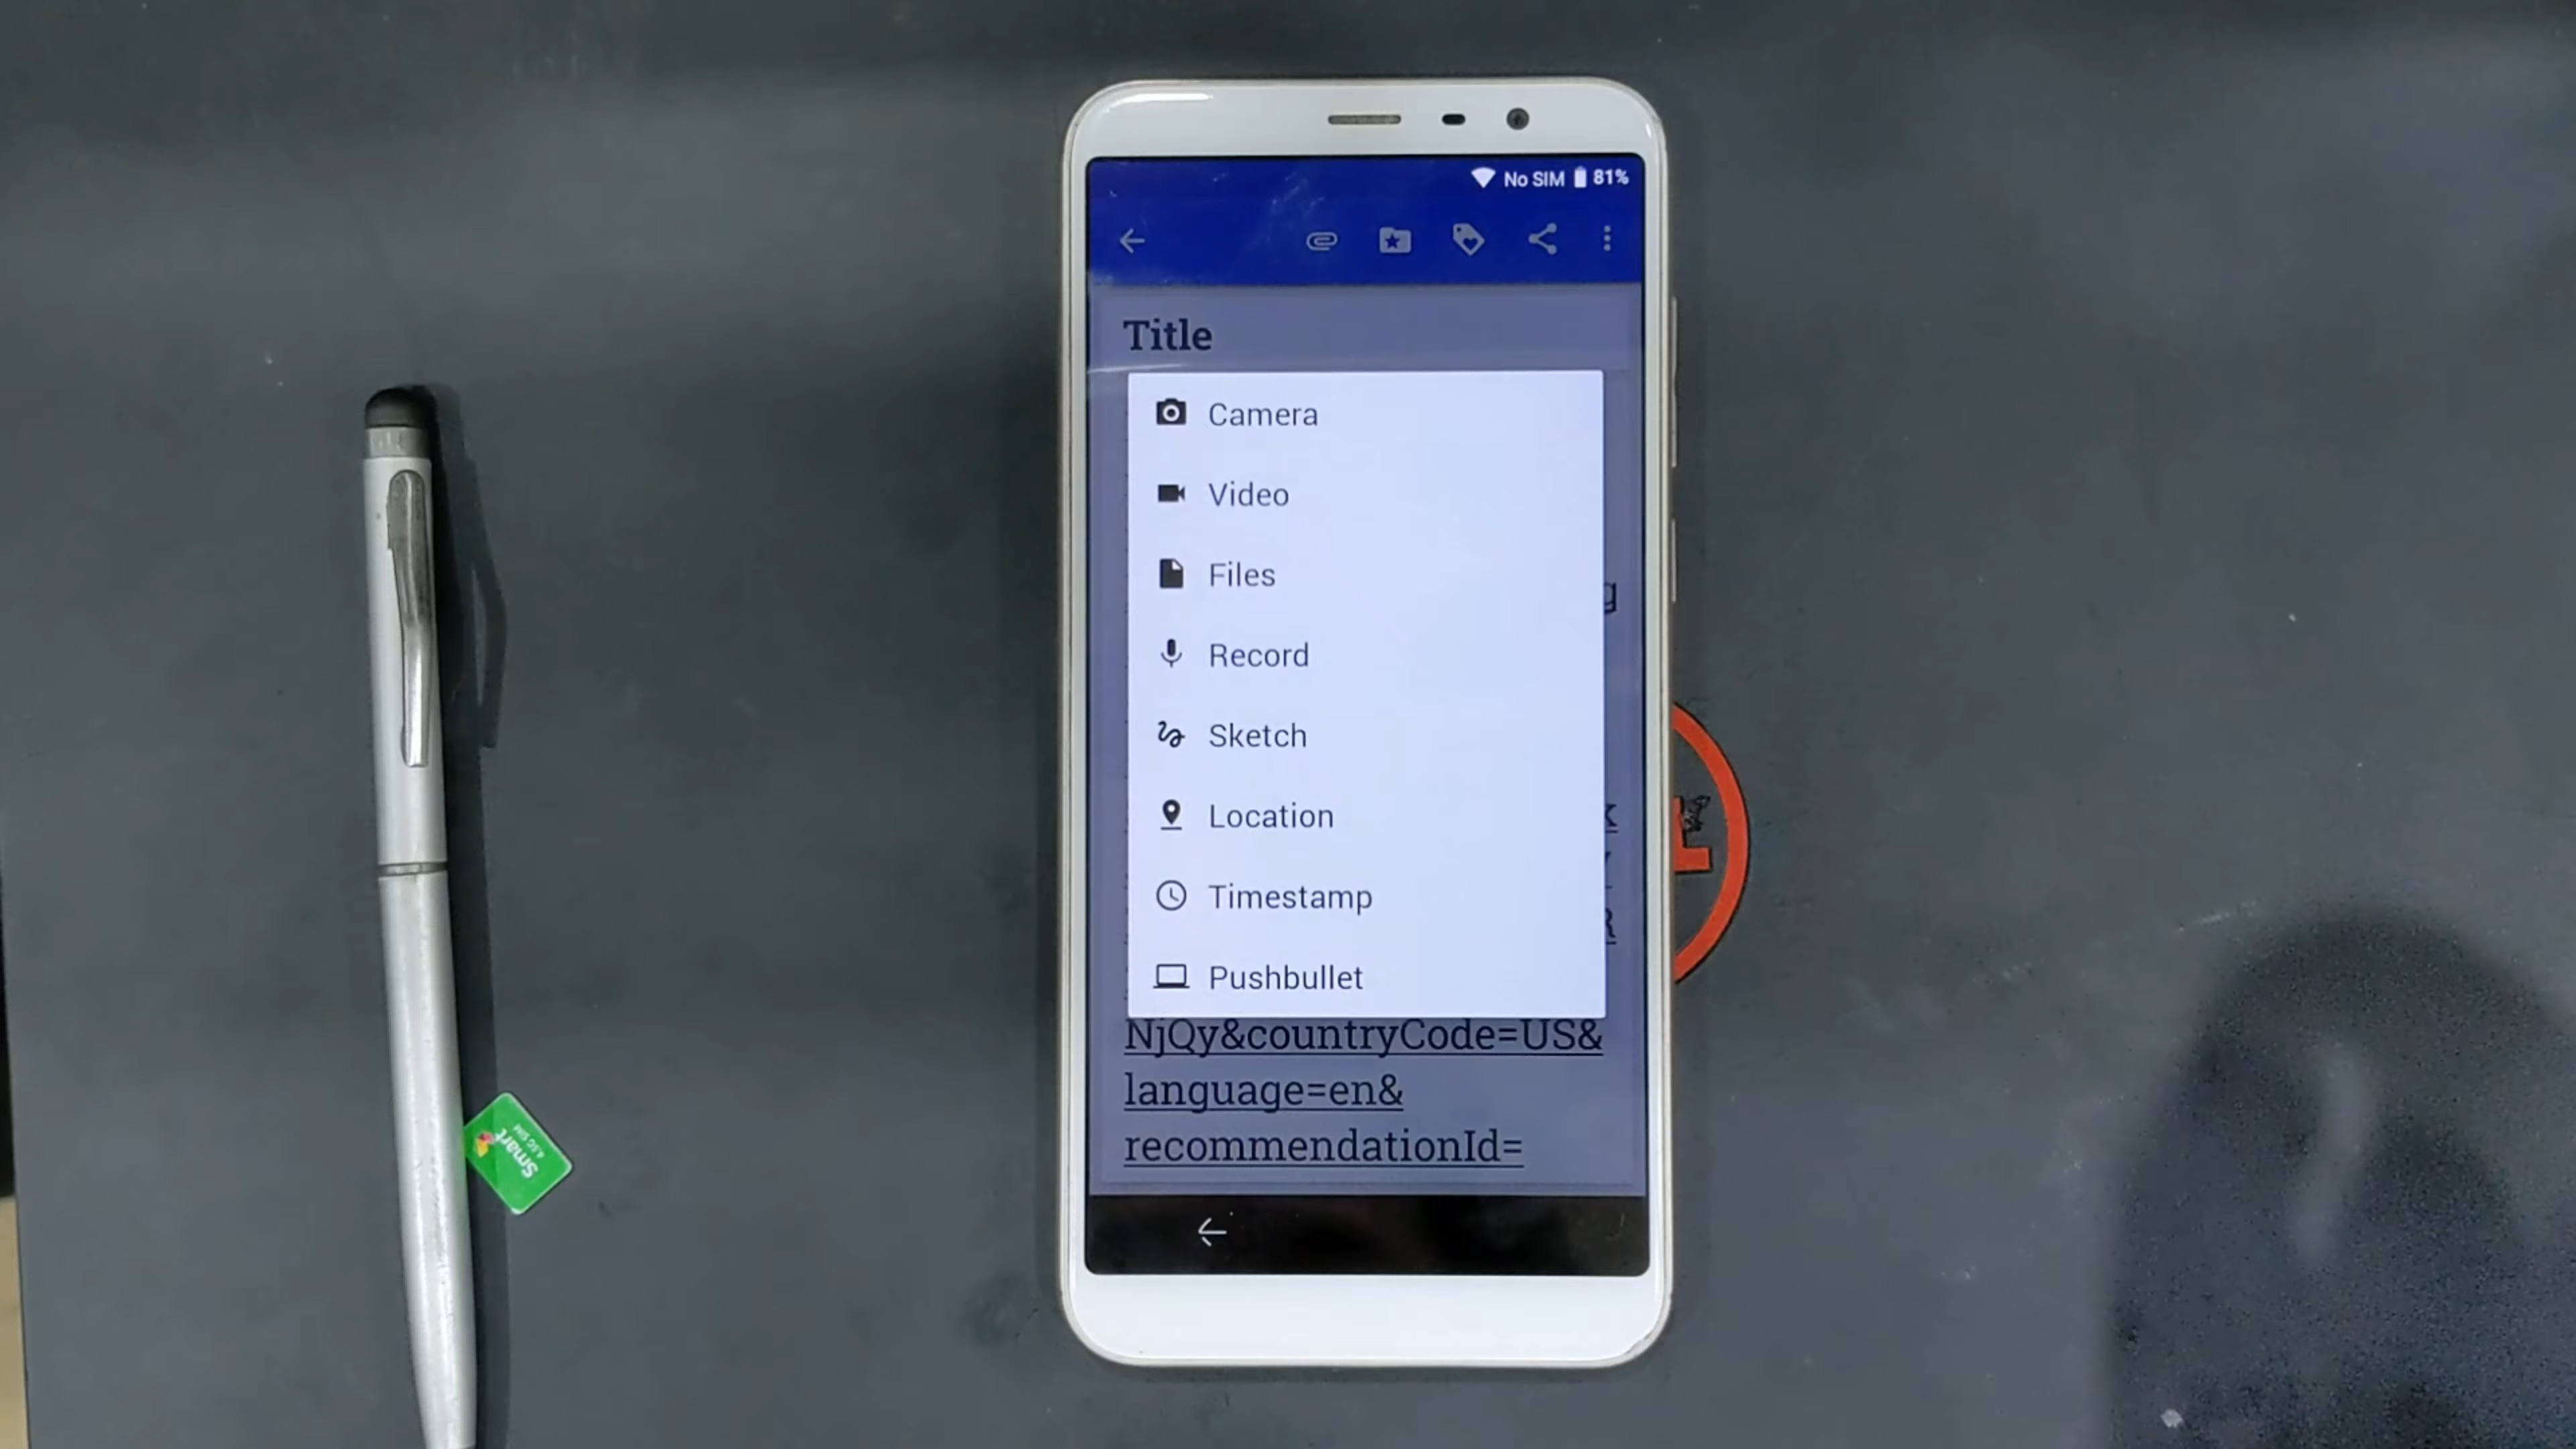 No SIM 81%
Title
Camera
Video
Files
g
Record
Sketch
Location
K
Timestamp
R
Pushbullet
NjQy&countryCode=US&
language=en&
recommendationId=
Smart